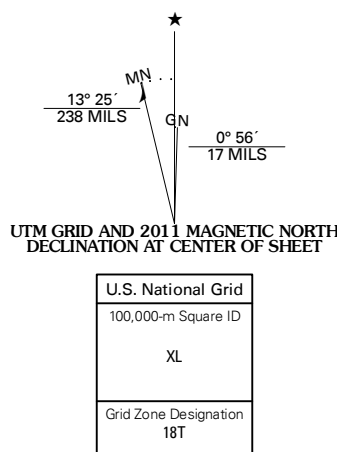 ★
MN
GN
13° 25´
238 MILS
0° 56´
17 MILS
UTM GRID AND 2011 MAGNETIC NORTH
DECLINATION AT CENTER OF SHEET
U.S. National Grid
100,000-m Square ID
XL
Grid Zone Designation
18T